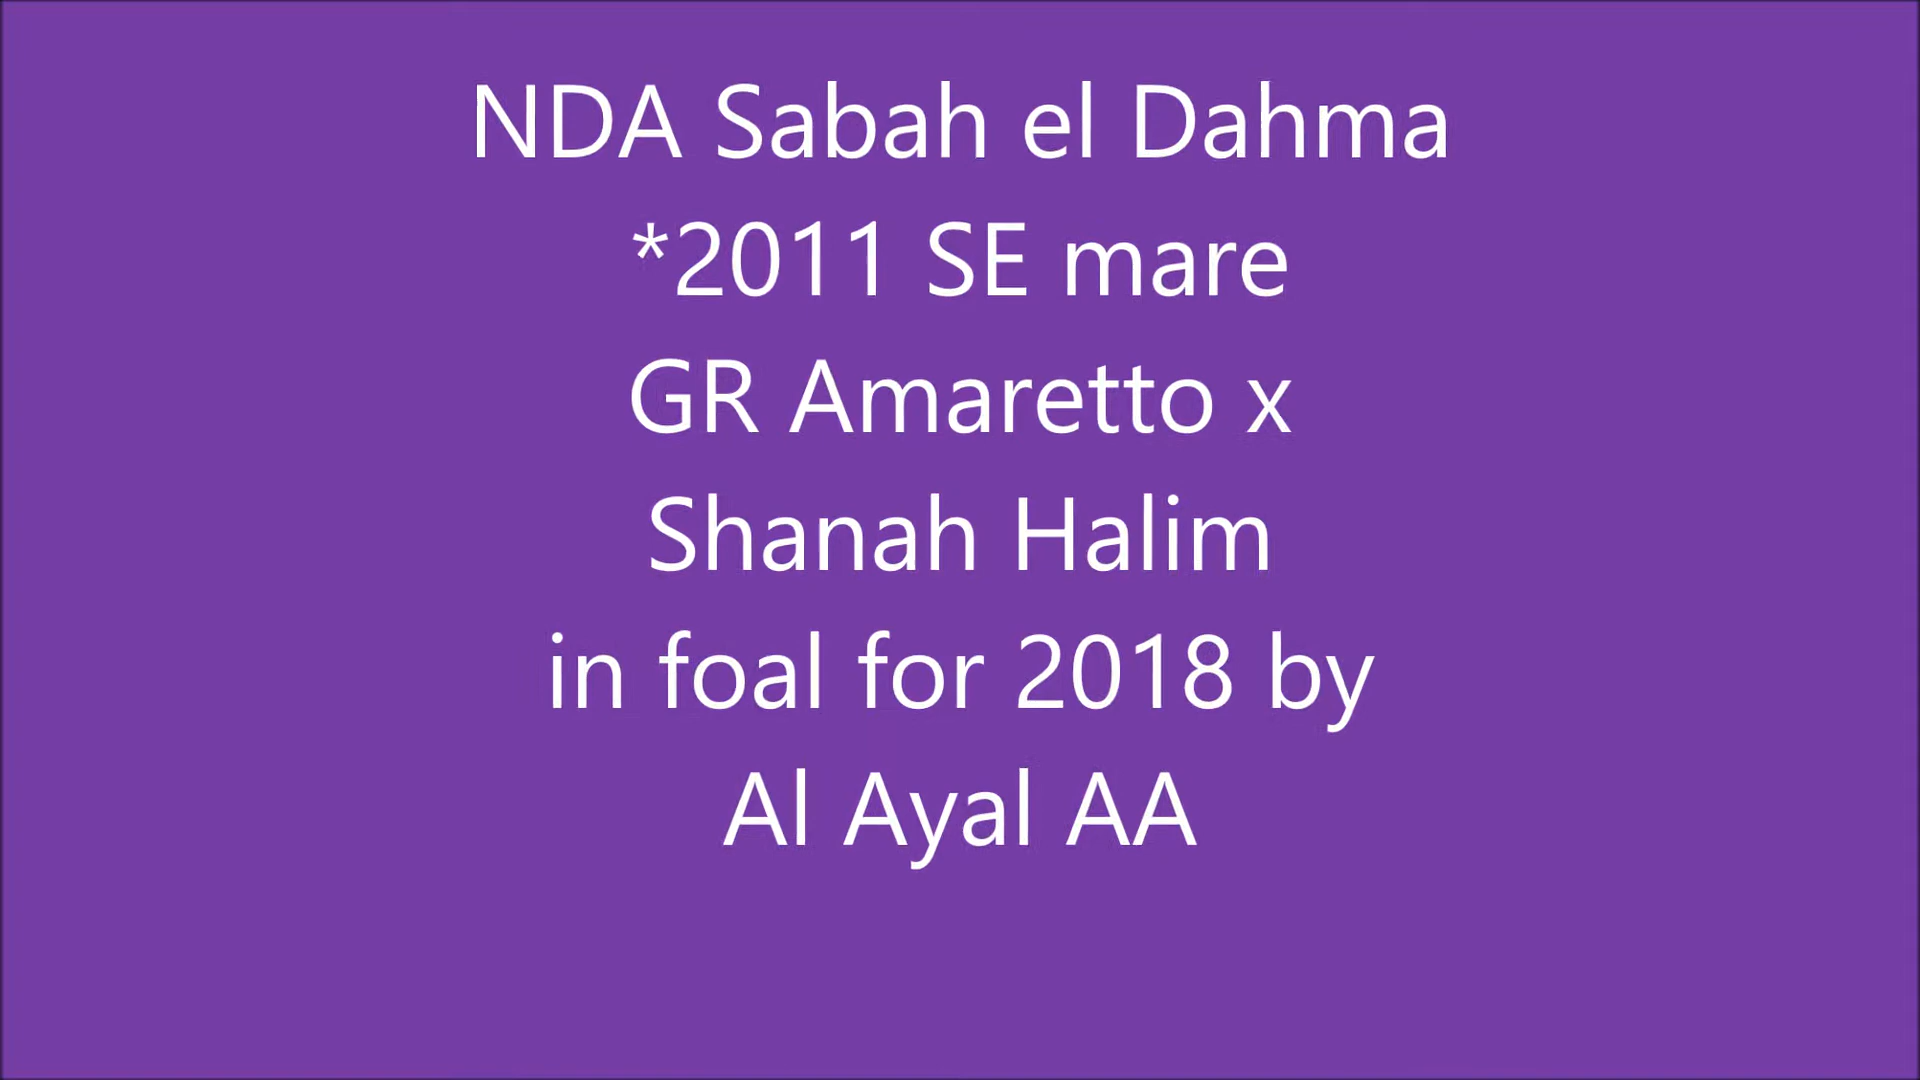 NDA Sabah el Dahma
*2011 SE mare
GR Amaretto x
Shanah Halim
in foal for 2018 by
Al Ayal AA